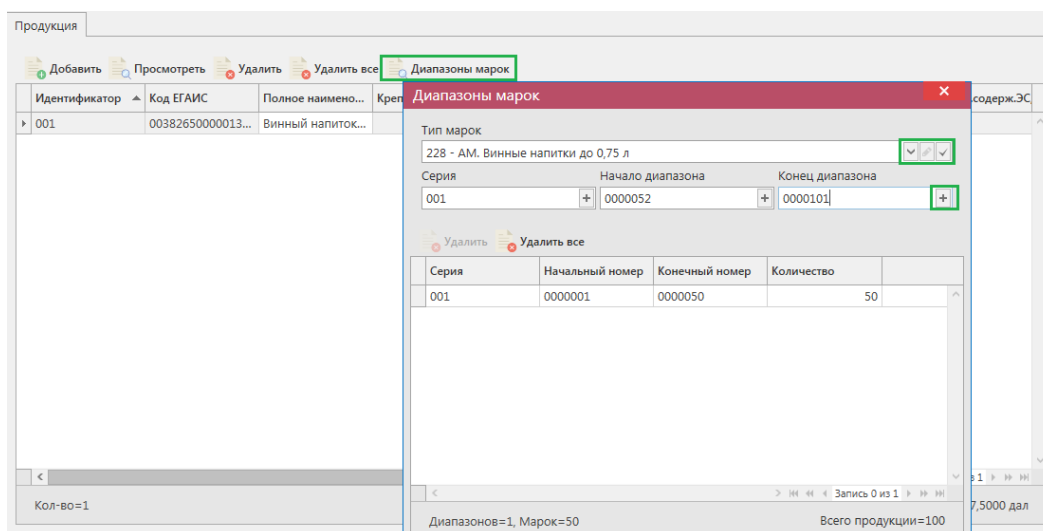 Продукция
Добавить Просмотреть Удалить Удалить все Диапазоны марок
Идентификатор Код ЕГАИС Полное наимено... Креп .содерж.ЭС,
001 00382650000013... Винный напиток...
Диапазоны марок
Тип марок
228 - АМ. Винные напитки до 0,75 л
Серия Начало диапазона Конец диапазона
001 0000052 0000101
Удалить Удалить все
Серия Начальный номер Конечный номер Количество
001 0000001 0000050 50
Запись 0 из 1
Диапазонов=1, Марок=50 Всего продукции=100
Кол-во=1 7,5000 дал